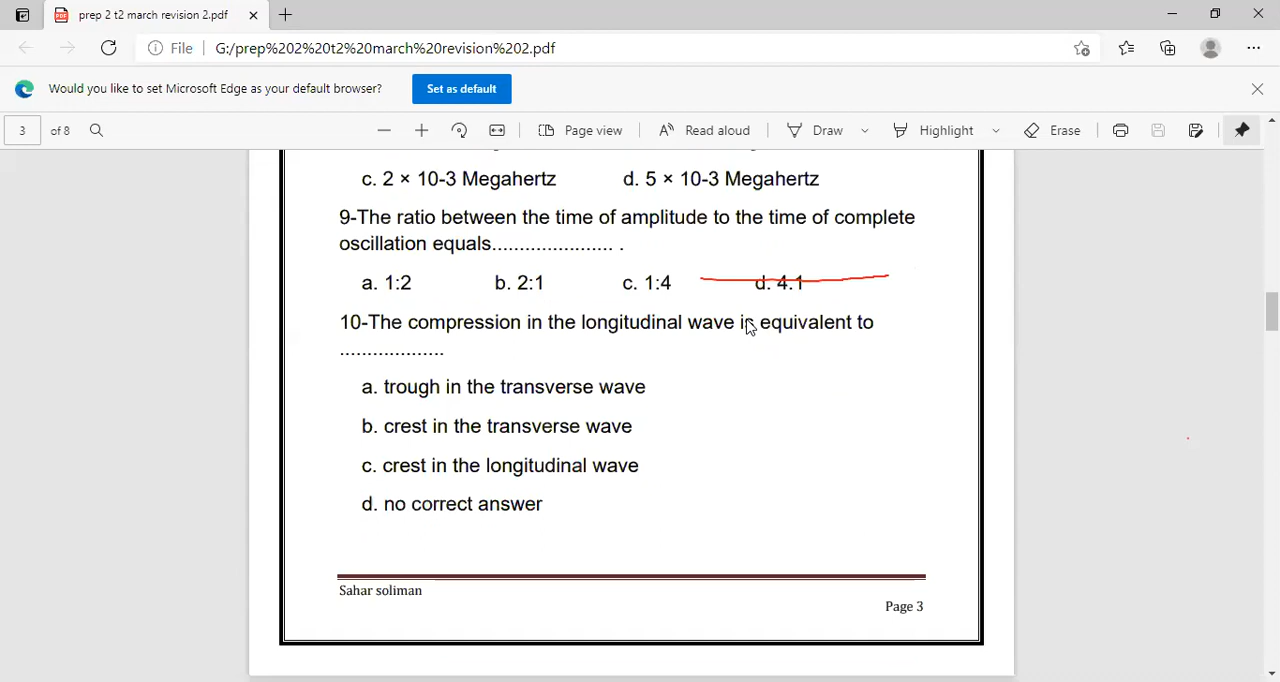 prep 2 t2 march revision 2.pdf
File G:/prep%202%20t2%20march%20revision%202.pdf
Would you like to set Microsoft Edge as your default browser? Set as default
3 of 8 Page view Read aloud Draw Highlight Erase
c. 2 × 10-3 Megahertz d. 5 × 10-3 Megahertz
9-The ratio between the time of amplitude to the time of complete
oscillation equals...................... .
a. 1:2 b. 2:1 c. 1:4 d. 4:1
10-The compression in the longitudinal wave is equivalent to
...................
a. trough in the transverse wave
b. crest in the transverse wave
c. crest in the longitudinal wave
d. no correct answer
Sahar soliman
Page 3